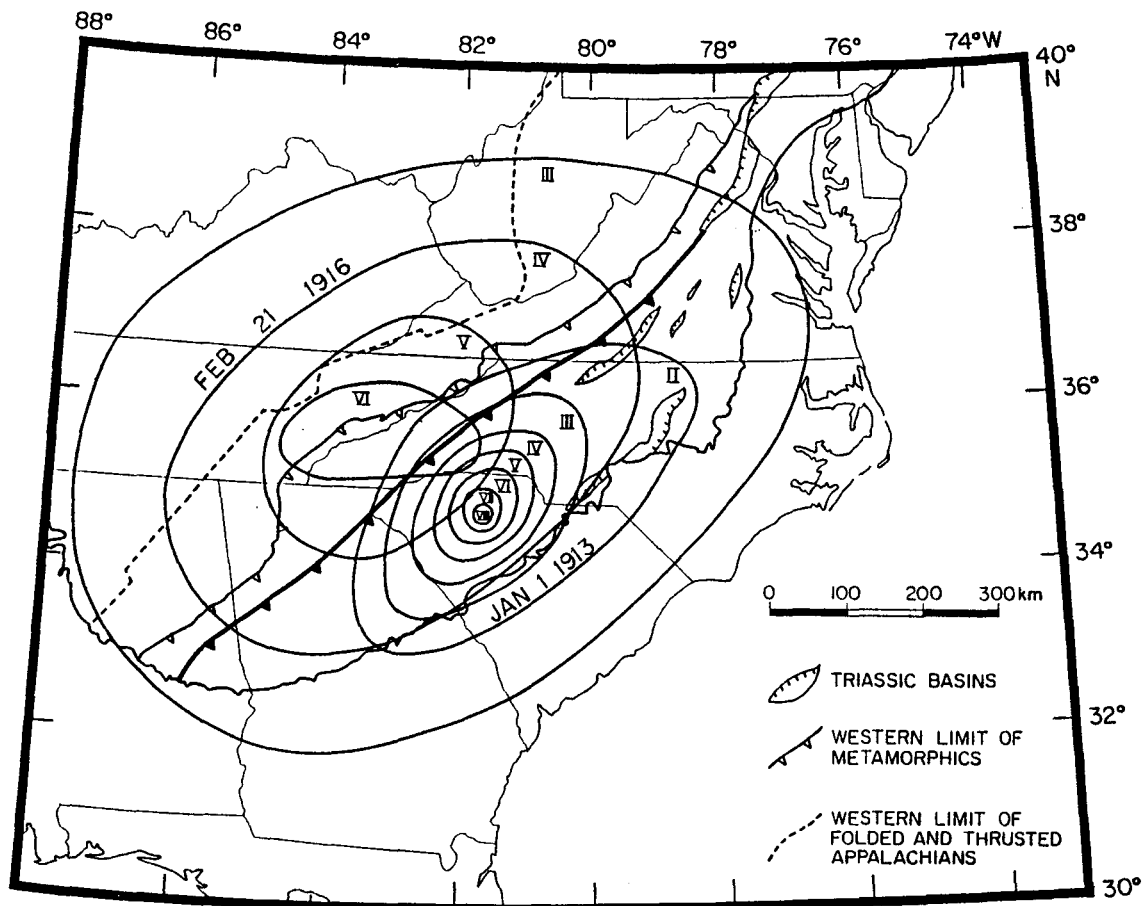 88°
86°
84°
82°
80°
78°
76°
74°W
40°
N
38°
36°
34°
32°
30°
III
IV
V
VI
FEB 21 1916
II
III
IV
V
VI
VII
VIII
JAN 1 1913
0 100 200 300 km
TRIASSIC BASINS
WESTERN LIMIT OF
METAMORPHICS
WESTERN LIMIT OF
FOLDED AND THRUSTED
APPALACHIANS